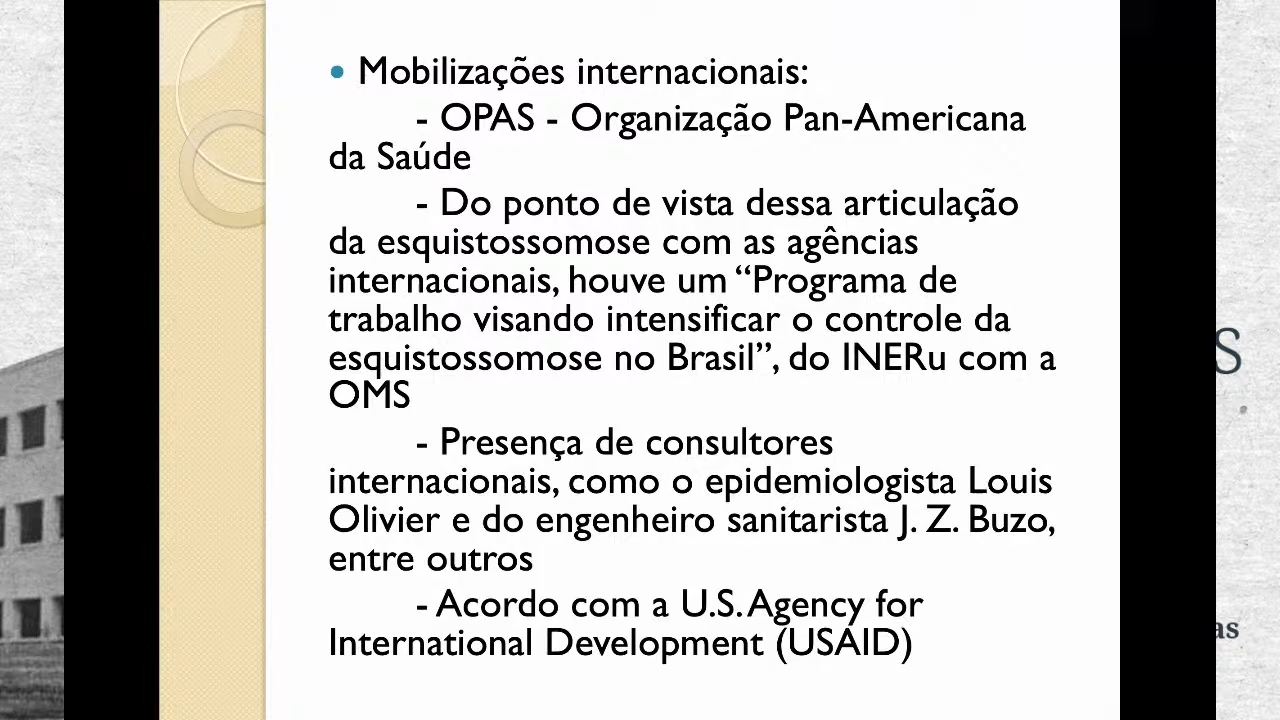 • Mobilizações internacionais:
- OPAS - Organização Pan-Americana
da Saúde
- Do ponto de vista dessa articulação
da esquistossomose com as agências
internacionais, houve um “Programa de
trabalho visando intensificar o controle da
esquistossomose no Brasil”, do INERu com a
OMS
- Presença de consultores
internacionais, como o epidemiologista Louis
Olivier e do engenheiro sanitarista J. Z. Buzo,
entre outros
- Acordo com a U.S. Agency for
International Development (USAID)